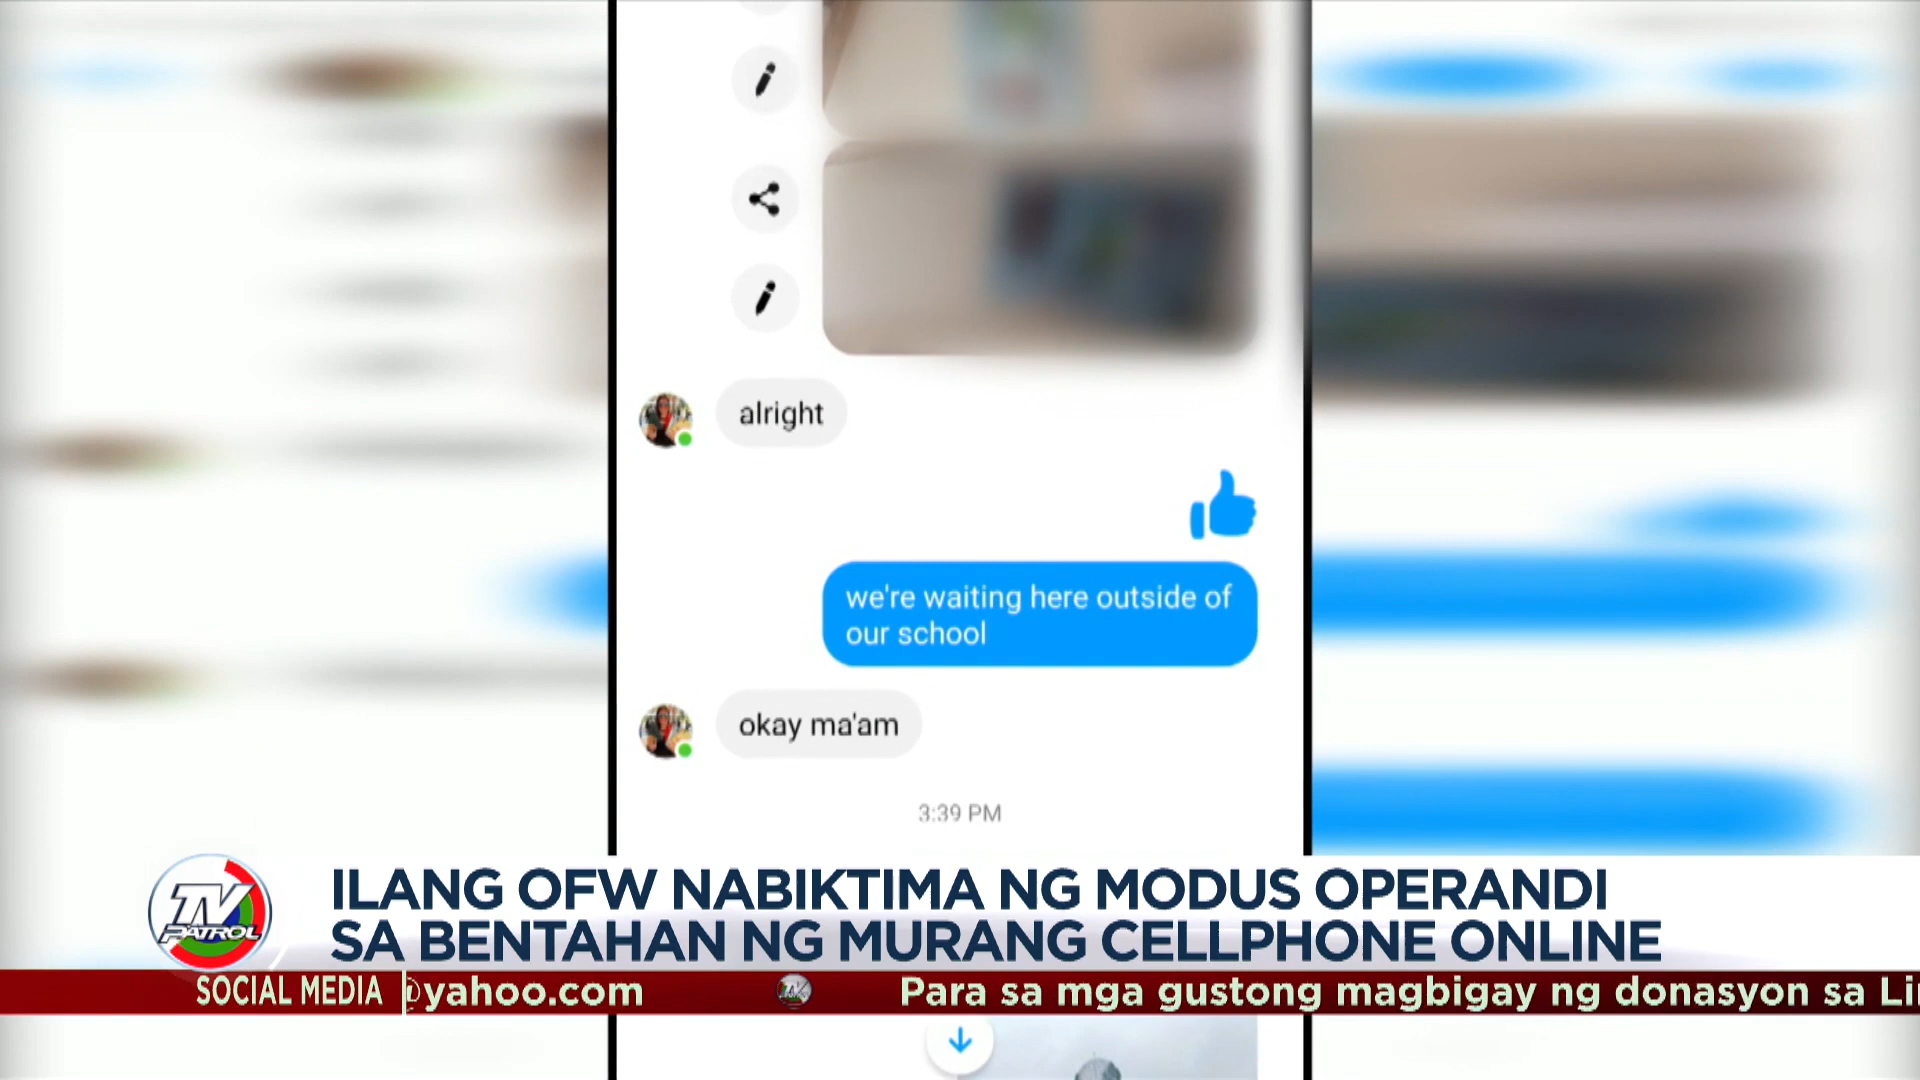 alright
we're waiting here outside of
our school
okay ma'am
3:39 PM
TV
PATROL
ILANG OFW NABIKTIMA NG MODUS OPERANDI
SA BENTAHAN NG MURANG CELLPHONE ONLINE
SOCIAL MEDIA @yahoo.com Para sa mga gustong magbigay ng donasyon sa